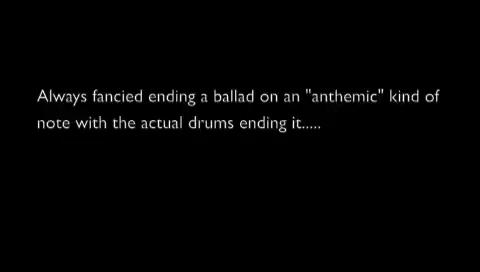 Always fancied ending a ballad on an "anthemic" kind of
note with the actual drums ending it.....